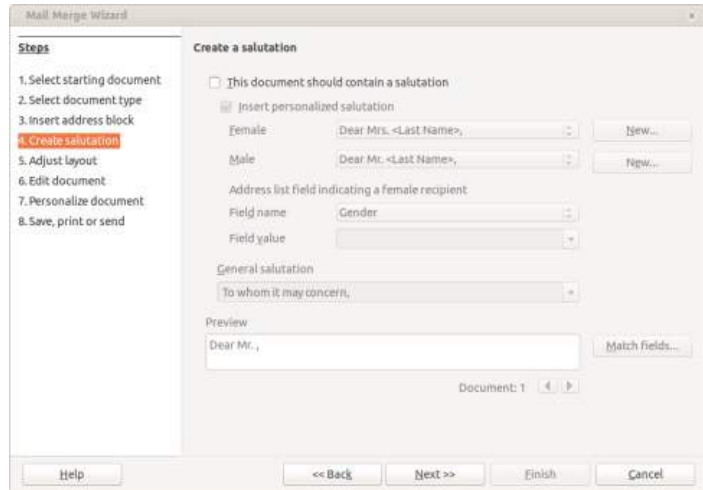 Mail Merge Wizard
Steps
1. Select starting document
2. Select document type
3. Insert address block
4. Create salutation
5. Adjust layout
6. Edit document
7. Personalize document
8. Save, print or send
Create a salutation
This document should contain a salutation
Insert personalized salutation
Female Dear Mrs. <Last Name>, New...
Male Dear Mr. <Last Name>, New...
Address list field indicating a female recipient
Field name Gender
Field value
General salutation
To whom it may concern,
Preview
Dear Mr. ,
Match fields...
Document: 1
Help << Back Next >> Finish Cancel